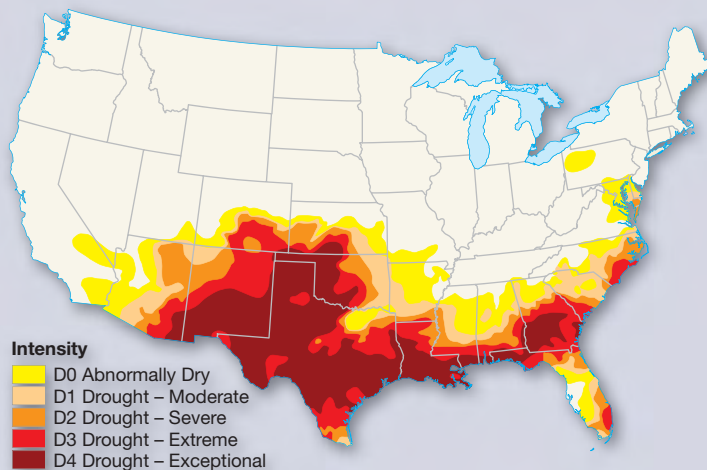 Intensity
D0 Abnormally Dry
D1 Drought – Moderate
D2 Drought – Severe
D3 Drought – Extreme
D4 Drought – Exceptional